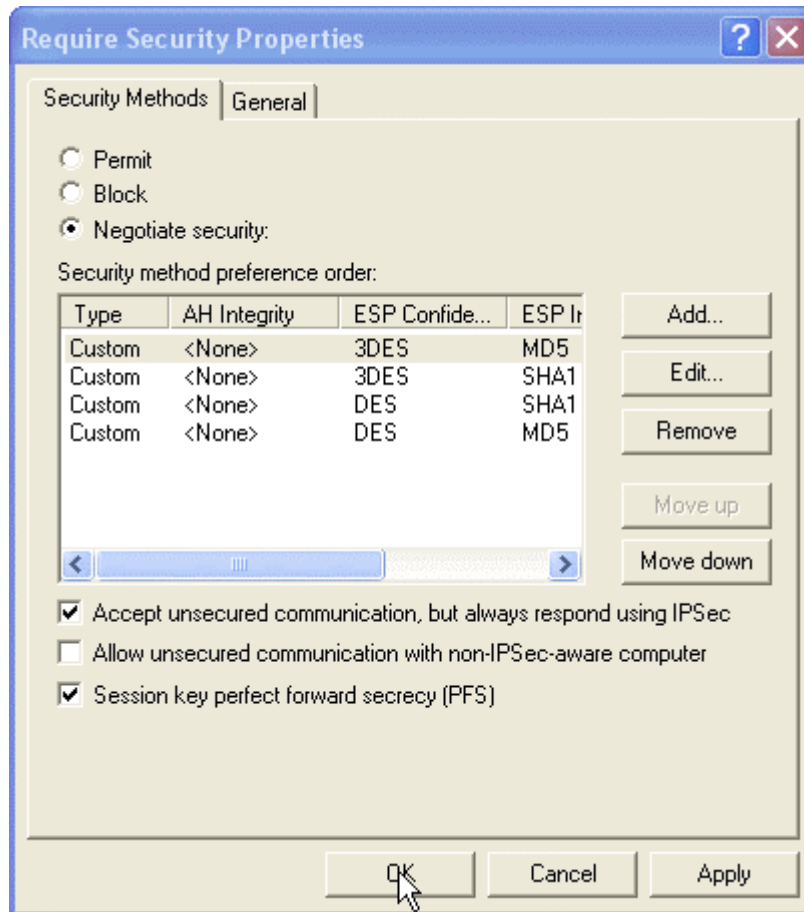 Require Security Properties
Security Methods General
Permit
Block
Negotiate security:
Security method preference order:
Type AH Integrity ESP Confide... ESP Ir
Custom <None> 3DES MD5
Custom <None> 3DES SHA1
Custom <None> DES SHA1
Custom <None> DES MD5
Add...
Edit...
Remove
Move up
Move down
Accept unsecured communication, but always respond using IPSec
Allow unsecured communication with non-IPSec-aware computer
Session key perfect forward secrecy (PFS)
OK Cancel Apply